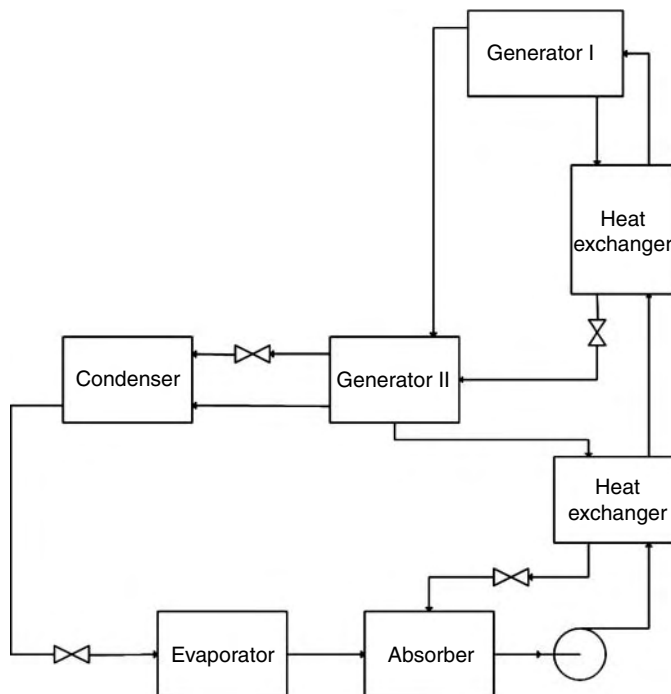 Generator I
Heat
exchanger
Condenser
Generator II
Heat
exchanger
Evaporator
Absorber